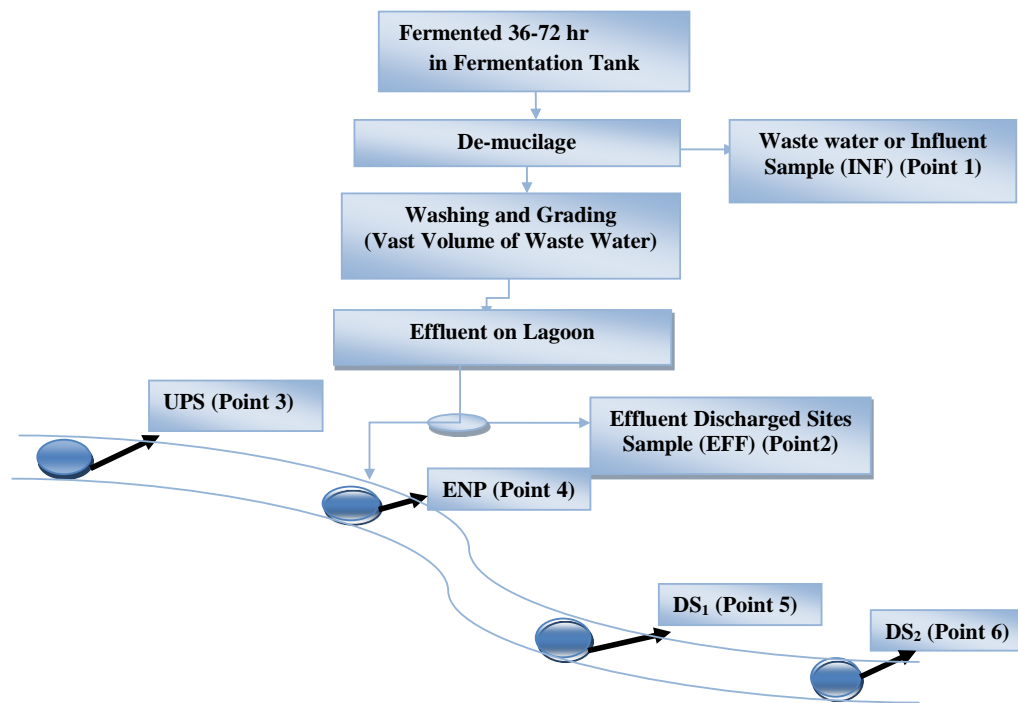 Fermented 36-72 hr
in Fermentation Tank
De-mucilage
Waste water or Influent
Sample (INF) (Point 1)
Washing and Grading
(Vast Volume of Waste Water)
Effluent on Lagoon
UPS (Point 3)
Effluent Discharged Sites
Sample (EFF) (Point2)
ENP (Point 4)
DS₁ (Point 5)
DS₂ (Point 6)